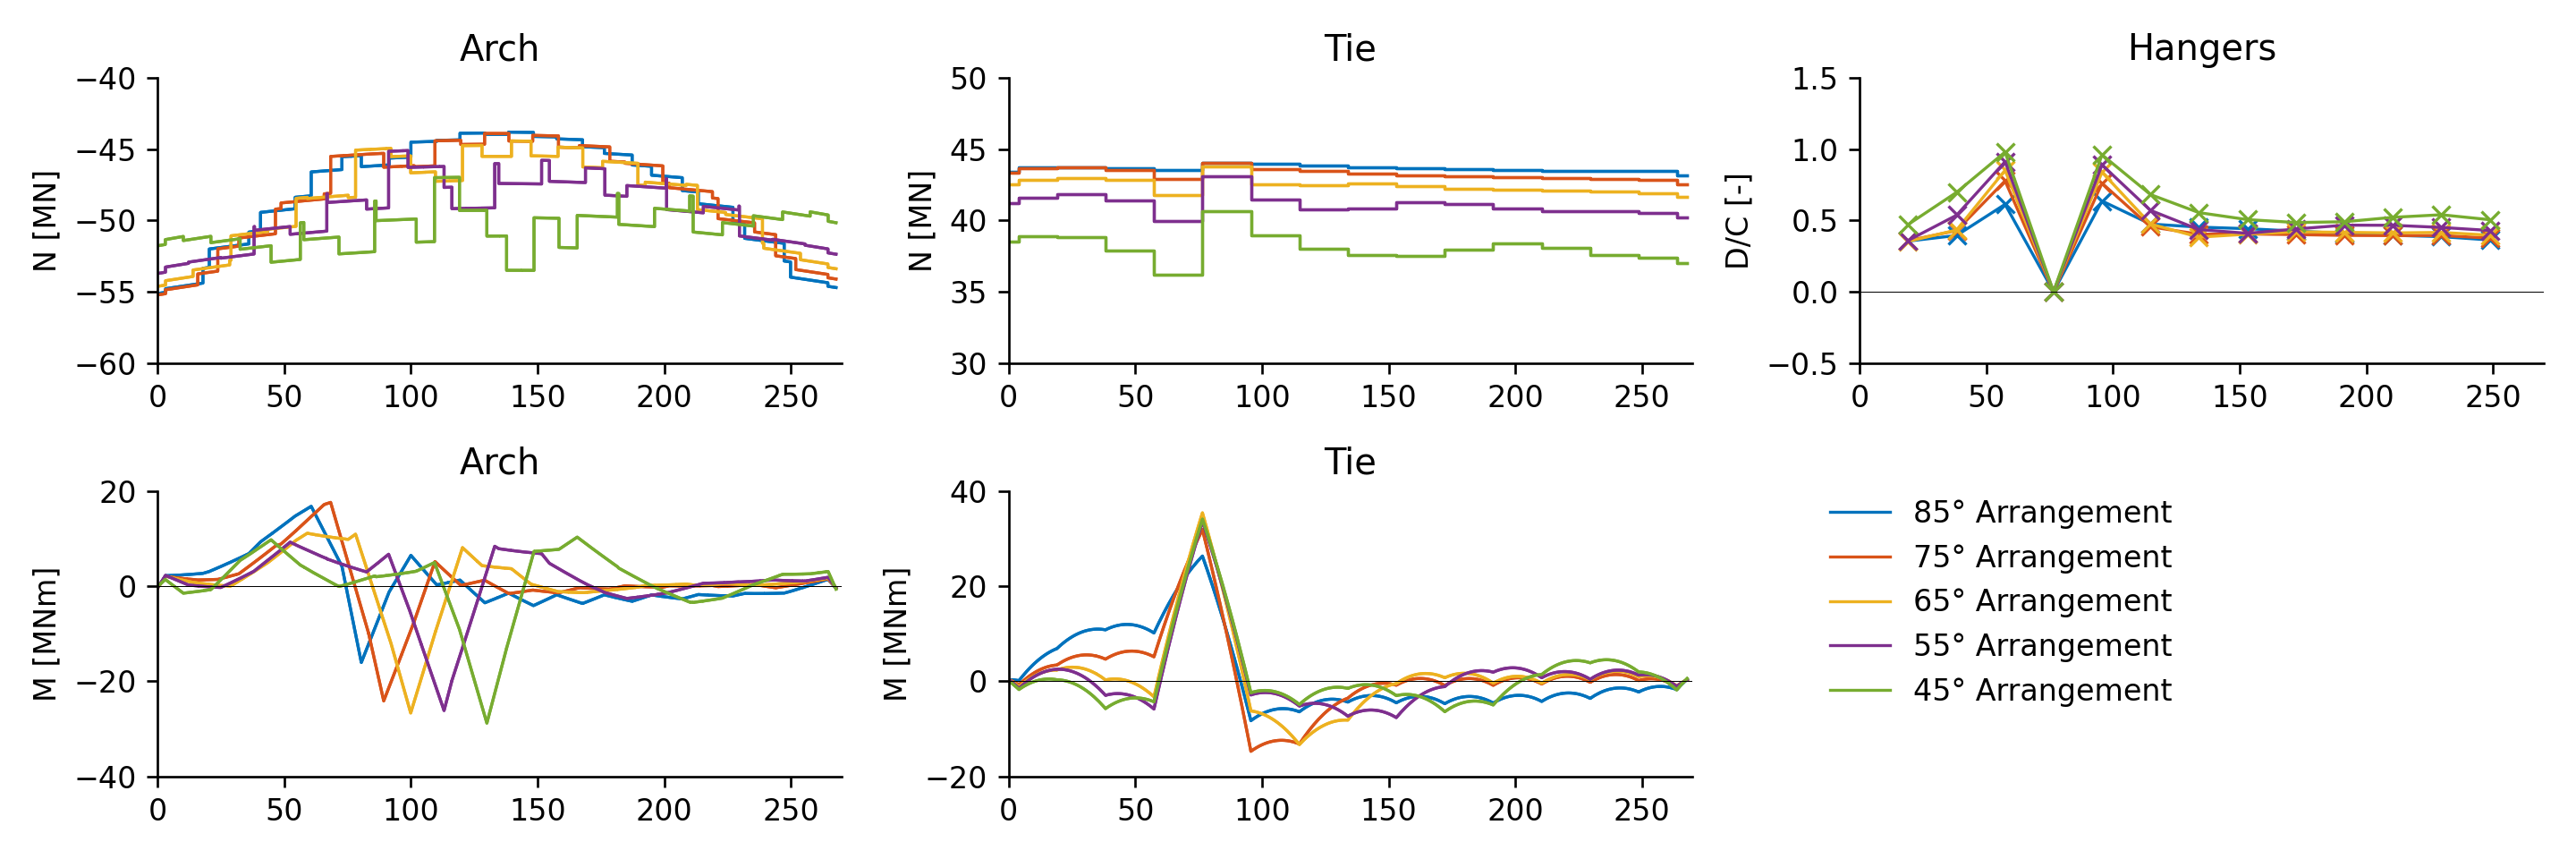 Arch
N [MN]
−40
−45
−50
−55
−60
0 50 100 150 200 250
Tie
N [MN]
50
45
40
35
30
0 50 100 150 200 250
Hangers
D/C [-]
1.5
1.0
0.5
0.0
−0.5
0 50 100 150 200 250
Arch
M [MNm]
20
0
−20
−40
0 50 100 150 200 250
Tie
M [MNm]
40
20
0
−20
0 50 100 150 200 250
85° Arrangement
75° Arrangement
65° Arrangement
55° Arrangement
45° Arrangement